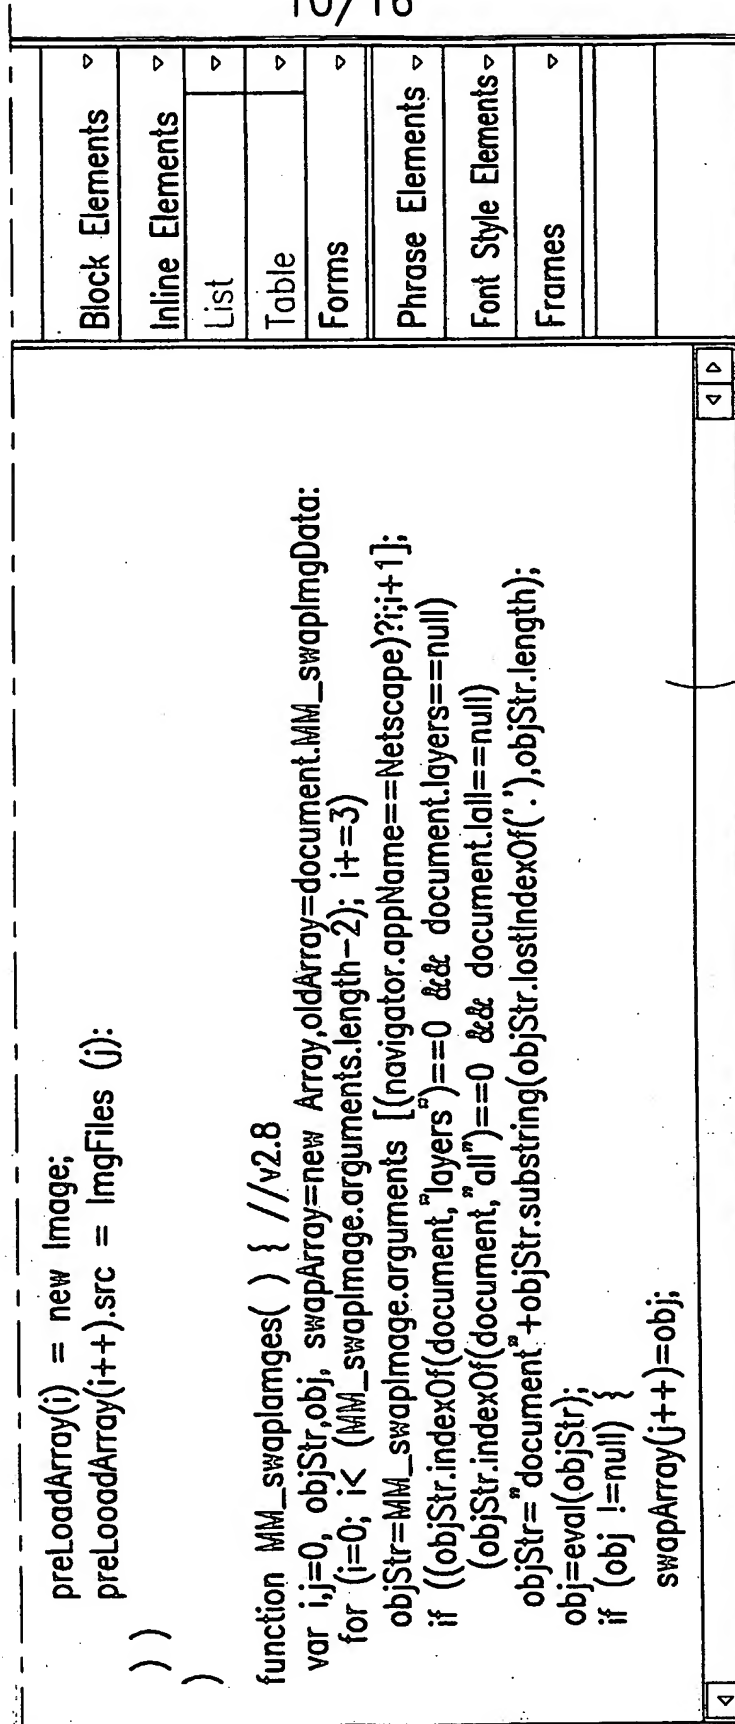 10/16
preLoadArray(i) = new Image;
preLooadArray(i++).src = ImgFiles (j):
) )
)
function MM_swaplamges( ) { //v2.8
var i,j=0, objStr,obj, swapArray=new Array,oldArray=document.MM_swapImgData:
for (i=0; i< (MM_swapImage.arguments.length-2); i+=3)
objStr=MM_swapImage.arguments [(navigator.appName==Netscape)?i;i+1];
if ((objStr.indexOf(document,"layers")==0 && document.layers==null)
(objStr.indexOf(document,"all")==0 && document.lall==null)
objStr="document"+objStr.substring(objStr.lostIndexOf('.'),objStr.length);
obj=eval(objStr);
if (obj !=null) {
swapArray(j++)=obj;
Block Elements
Inline Elements
List
Table
Forms
Phrase Elements
Font Style Elements
Frames